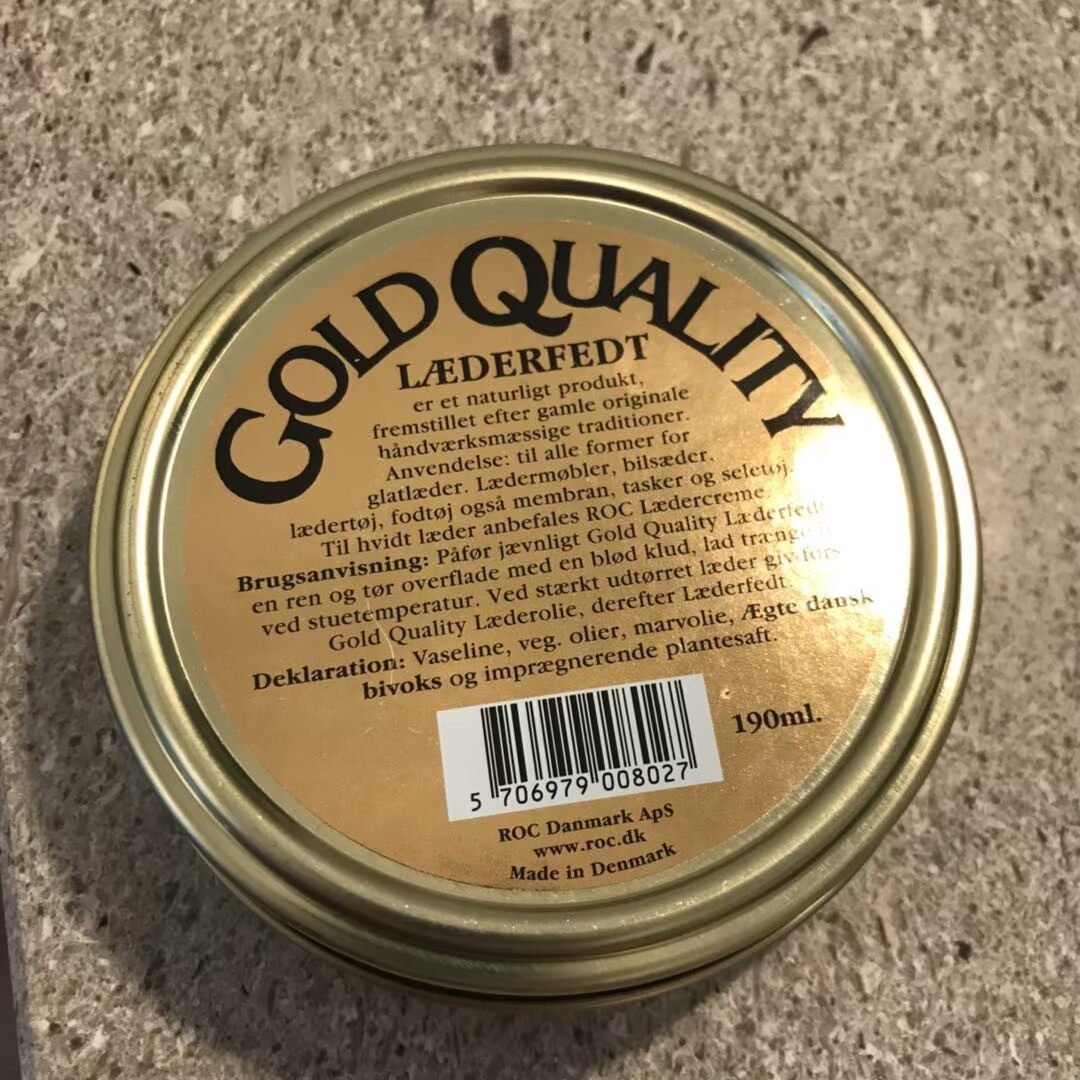 GOLD QUALITY
LÆDERFEDT
er et naturligt produkt,
fremstillet efter gamle originale
håndværksmæssige traditioner.
Anvendelse: til alle former for
glatlæder. Lædermøbler, bilsæder,
lædertøj, fodtøj også membran, tasker og seletøj.
Til hvidt læder anbefales ROC Lædercreme.
Brugsanvisning: Påfør jævnligt Gold Quality Læderfedt
en ren og tør overflade med en blød klud, lad trænge
ved stuetemperatur. Ved stærkt udtørret læder giv først
Gold Quality Læderolie, derefter Læderfedt.
Deklaration: Vaseline, veg. olier, marvolie, Ægte dansk
bivoks og imprægnerende plantesaft.
190ml.
5 706979 008027
ROC Danmark ApS
www.roc.dk
Made in Denmark